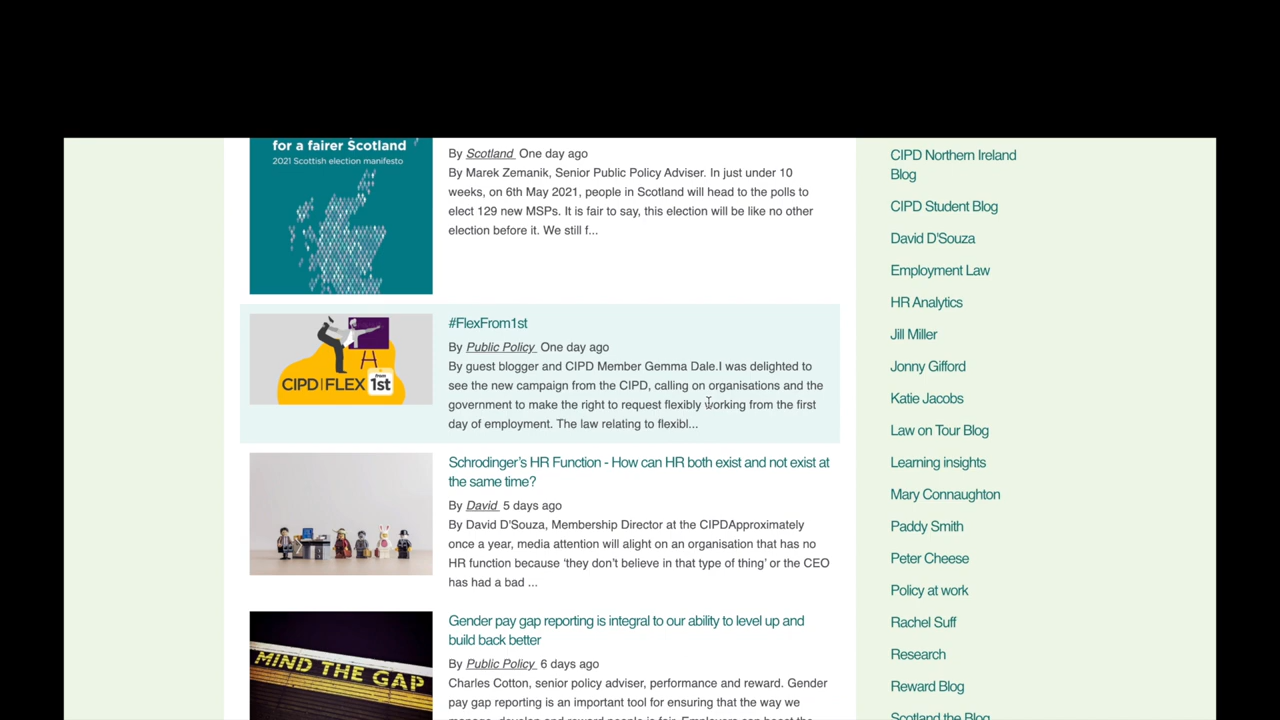 for a fairer Scotland
2021 Scottish election manifesto
By Scotland One day ago
By Marek Zemanik, Senior Public Policy Adviser. In just under 10
weeks, on 6th May 2021, people in Scotland will head to the polls to
elect 129 new MSPs. It is fair to say, this election will be like no other
election before it. We still f...
CIPD FLEX from 1st
#FlexFrom1st
By Public Policy One day ago
By guest blogger and CIPD Member Gemma Dale.I was delighted to
see the new campaign from the CIPD, calling on organisations and the
government to make the right to request flexibly working from the first
day of employment. The law relating to flexibl...
Schrodinger's HR Function - How can HR both exist and not exist at
the same time?
By David 5 days ago
By David D'Souza, Membership Director at the CIPDApproximately
once a year, media attention will alight on an organisation that has no
HR function because 'they don't believe in that type of thing' or the CEO
has had a bad ...
MIND THE GAP
Gender pay gap reporting is integral to our ability to level up and
build back better
By Public Policy 6 days ago
Charles Cotton, senior policy adviser, performance and reward. Gender
pay gap reporting is an important tool for ensuring that the way we
CIPD Northern Ireland
Blog
CIPD Student Blog
David D'Souza
Employment Law
HR Analytics
Jill Miller
Jonny Gifford
Katie Jacobs
Law on Tour Blog
Learning insights
Mary Connaughton
Paddy Smith
Peter Cheese
Policy at work
Rachel Suff
Research
Reward Blog
Scotland the Blog